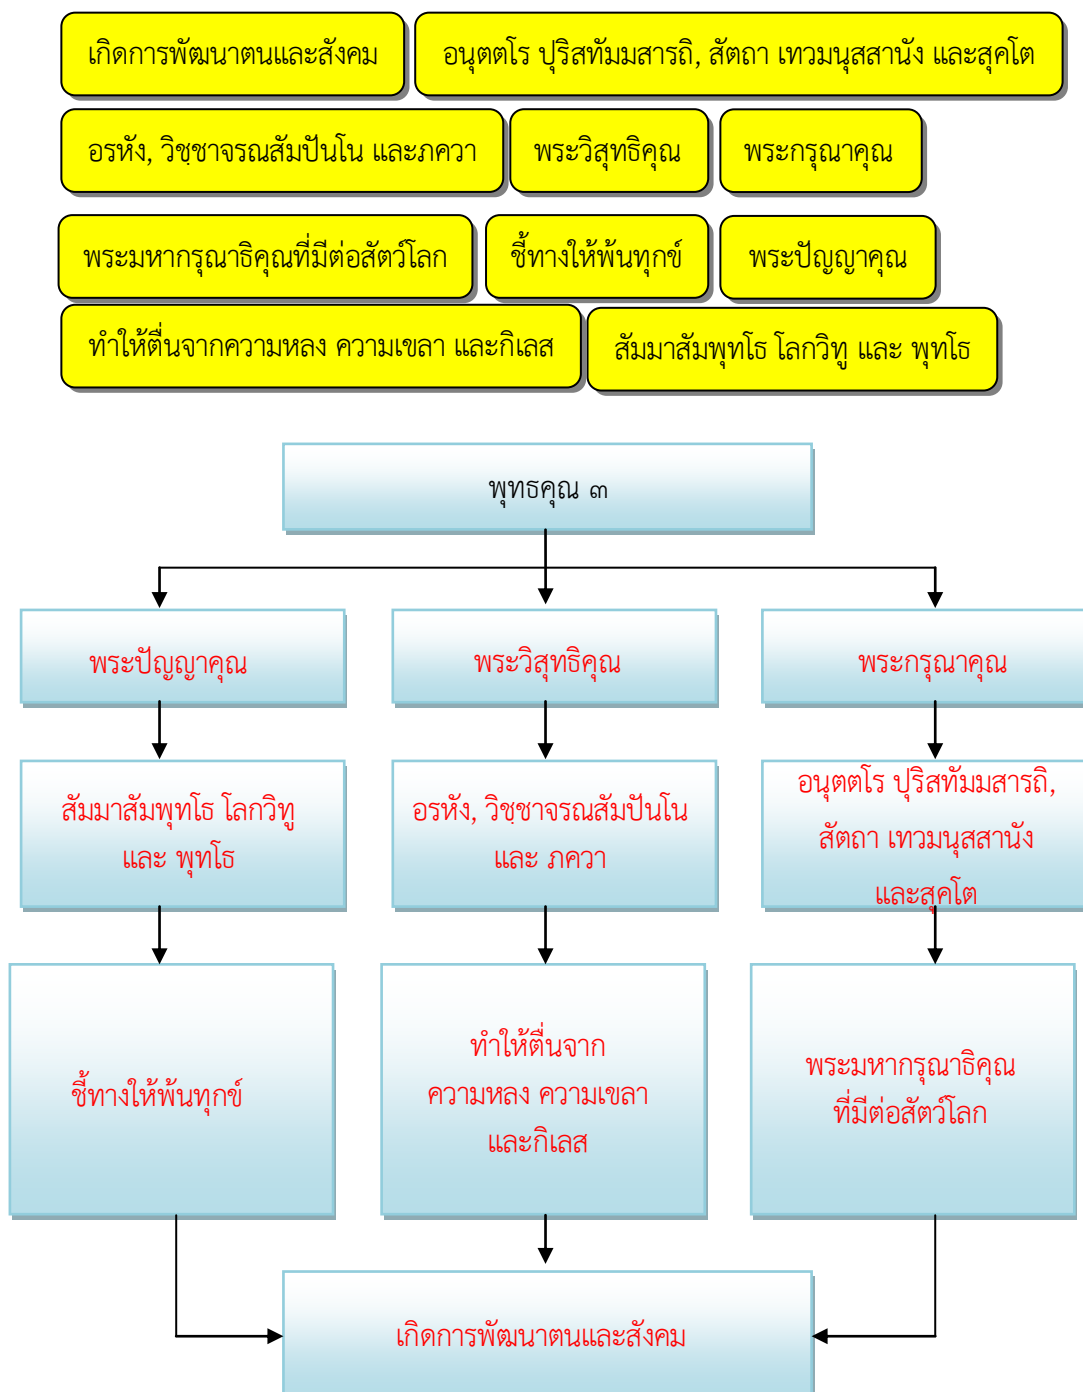 เกิดการพัฒนาตนและสังคม
อนุตตโร ปุริสทัมมสารถิ, สัตถา เทวมนุสสานัง และสุคโต
อรหัง, วิชฺชาจรณสัมปันโน และภควา
พระวิสุทธิคุณ
พระกรุณาคุณ
พระมหากรุณาธิคุณที่มีต่อสัตว์โลก
ชี้ทางให้พ้นทุกข์
พระปัญญาคุณ
ทำให้ตื่นจากความหลง ความเขลา และกิเลส
สัมมาสัมพุทโธ โลกวิทู และ พุทโธ
พุทธคุณ ๓
พระปัญญาคุณ
พระวิสุทธิคุณ
พระกรุณาคุณ
สัมมาสัมพุทโธ โลกวิทู
และ พุทโธ
อรหัง, วิชฺชาจรณสัมปันโน
และ ภควา
อนุตตโร ปุริสทัมมสารถิ,
สัตถา เทวมนุสสานัง
และสุคโต
ชี้ทางให้พ้นทุกข์
ทำให้ตื่นจาก
ความหลง ความเขลา
และกิเลส
พระมหากรุณาธิคุณ
ที่มีต่อสัตว์โลก
เกิดการพัฒนาตนและสังคม